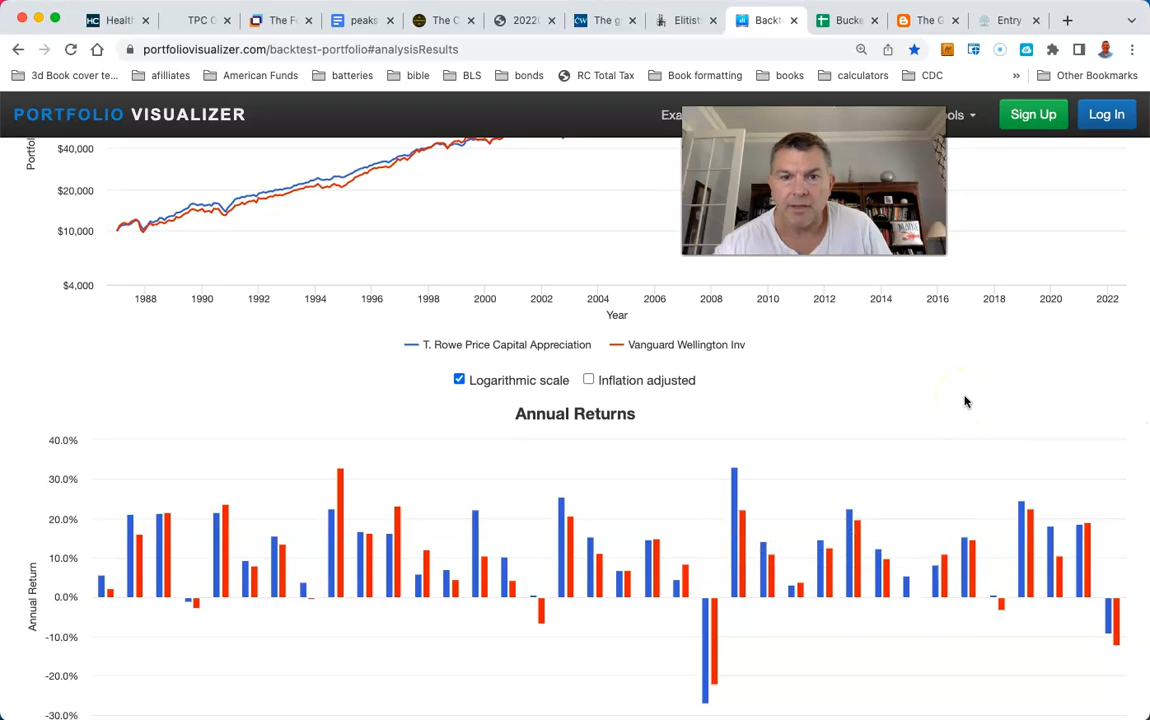 Health
TPC C
The F
peaks
The C
2022(
The g
Elitist
Backt
Bucke
The G
Entry
portfoliovisualizer.com/backtest-portfolio#analysisResults
3d Book cover te... afilliates American Funds batteries bible BLS bonds RC Total Tax Book formatting books calculators CDC » Other Bookmarks
PORTFOLIO VISUALIZER Exa ools Sign Up Log In
Portfol
$40,000
$20,000
$10,000
$4,000
1988 1990 1992 1994 1996 1998 2000 2002 2004 2006 2008 2010 2012 2014 2016 2018 2020 2022
Year
T. Rowe Price Capital Appreciation Vanguard Wellington Inv
Logarithmic scale Inflation adjusted
Annual Returns
Annual Return
40.0%
30.0%
20.0%
10.0%
0.0%
-10.0%
-20.0%
-30.0%